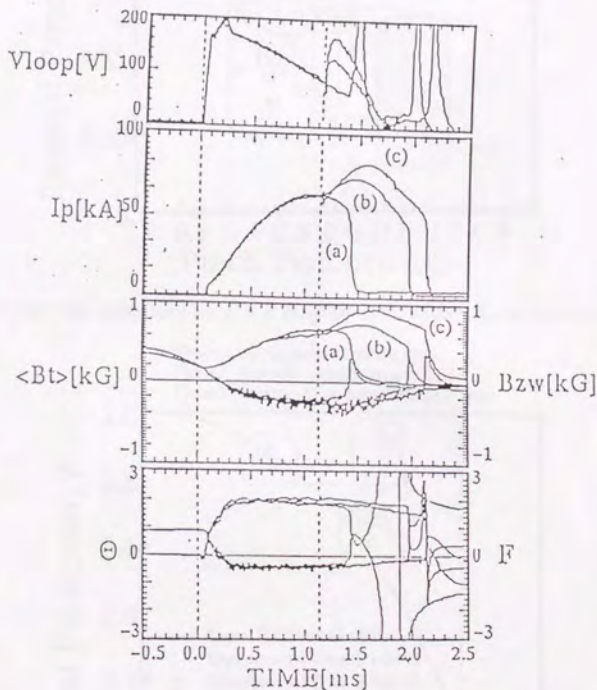 200
Vloop[V]
100
0
100
(c)
Ip[kA]
50
(b)
(a)
0
1
1
(c)
(a)
(b)
<Bt>[kG]
0
0
Bzw[kG]
-1
-1
3
3
Θ
0
0
F
-3
-3
-0.5
0.0
0.5
1.0
1.5
2.0
2.5
TIME[ms]